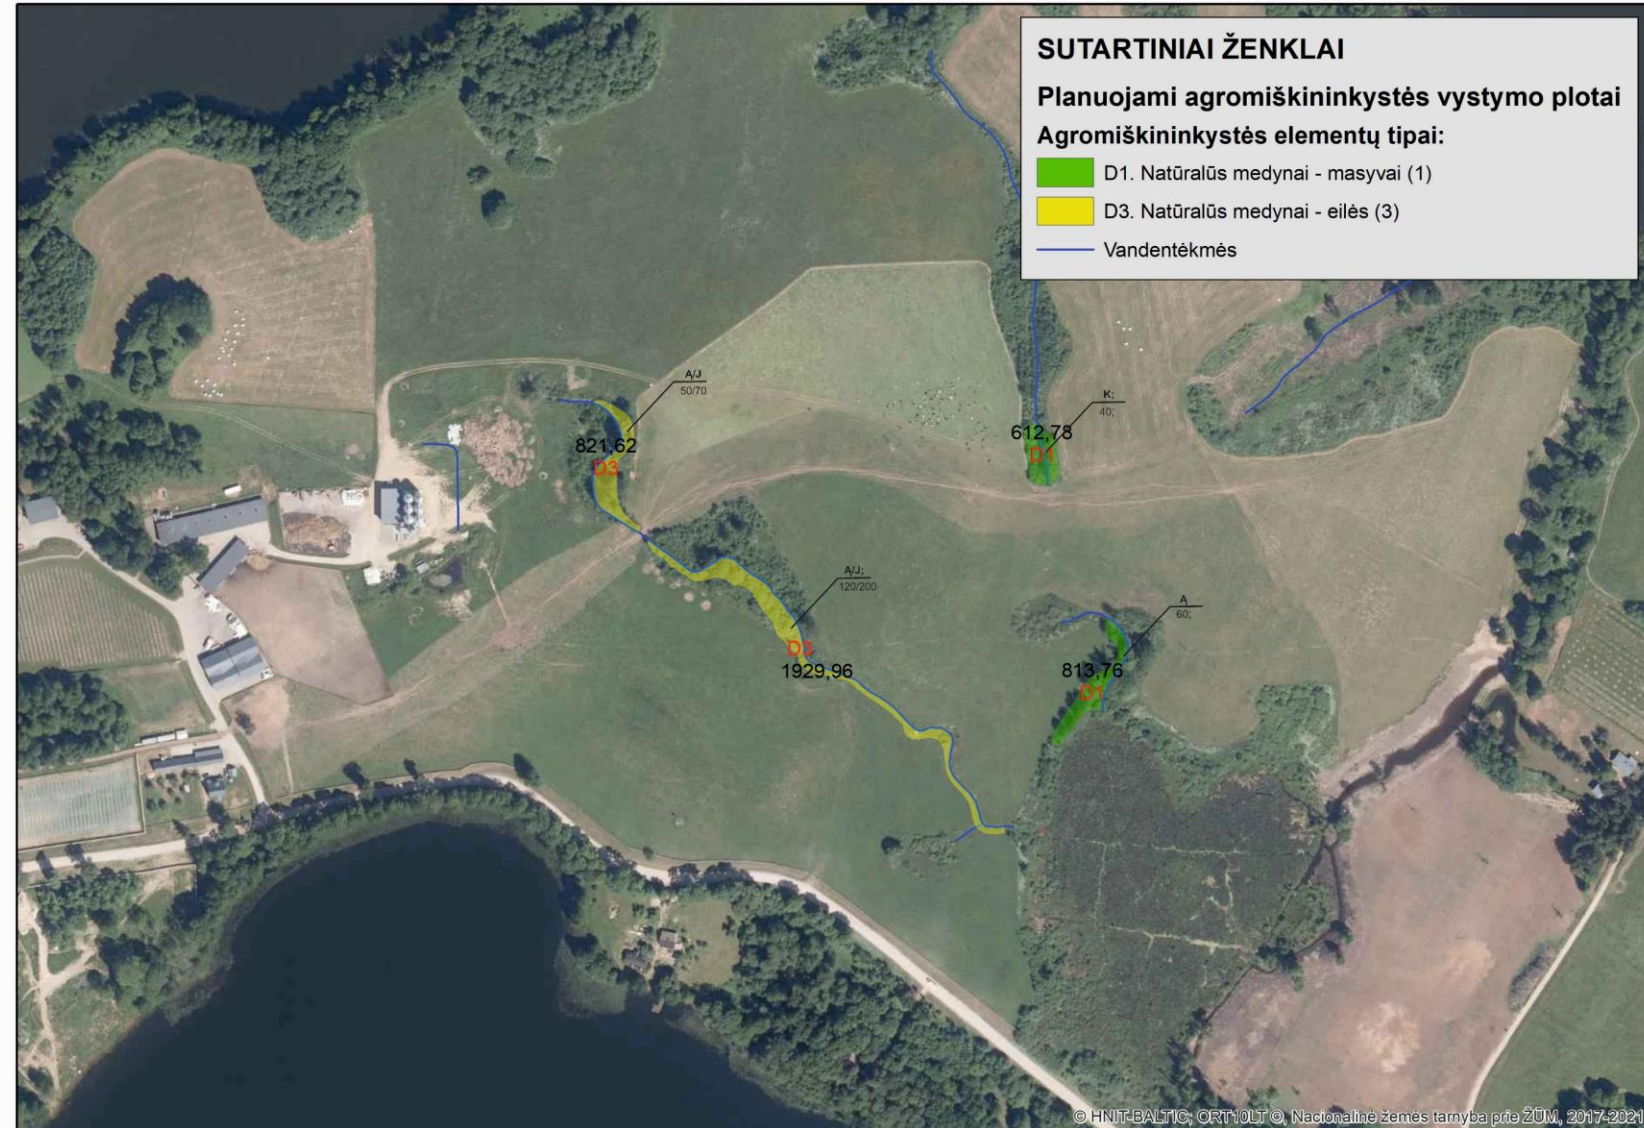 SUTARTINIAI ŽENKLAI
Planuojami agromiškininkystės vystymo plotai
Agromiškininkystės elementų tipai:
D1. Natūralūs medynai - masyvai (1)
D3. Natūralūs medynai - eilės (3)
Vandentėkmės
Ą/J
50/70
821,62
D3
K;
40;
612,78
D1
Ą/J;
120/200
D3
1929,96
Ą
60;
813,76
D1
© HNIT-BALTIC; ORT10LT ©, Nacionalinė žemės tarnyba prie ŽŪM, 2017-2021